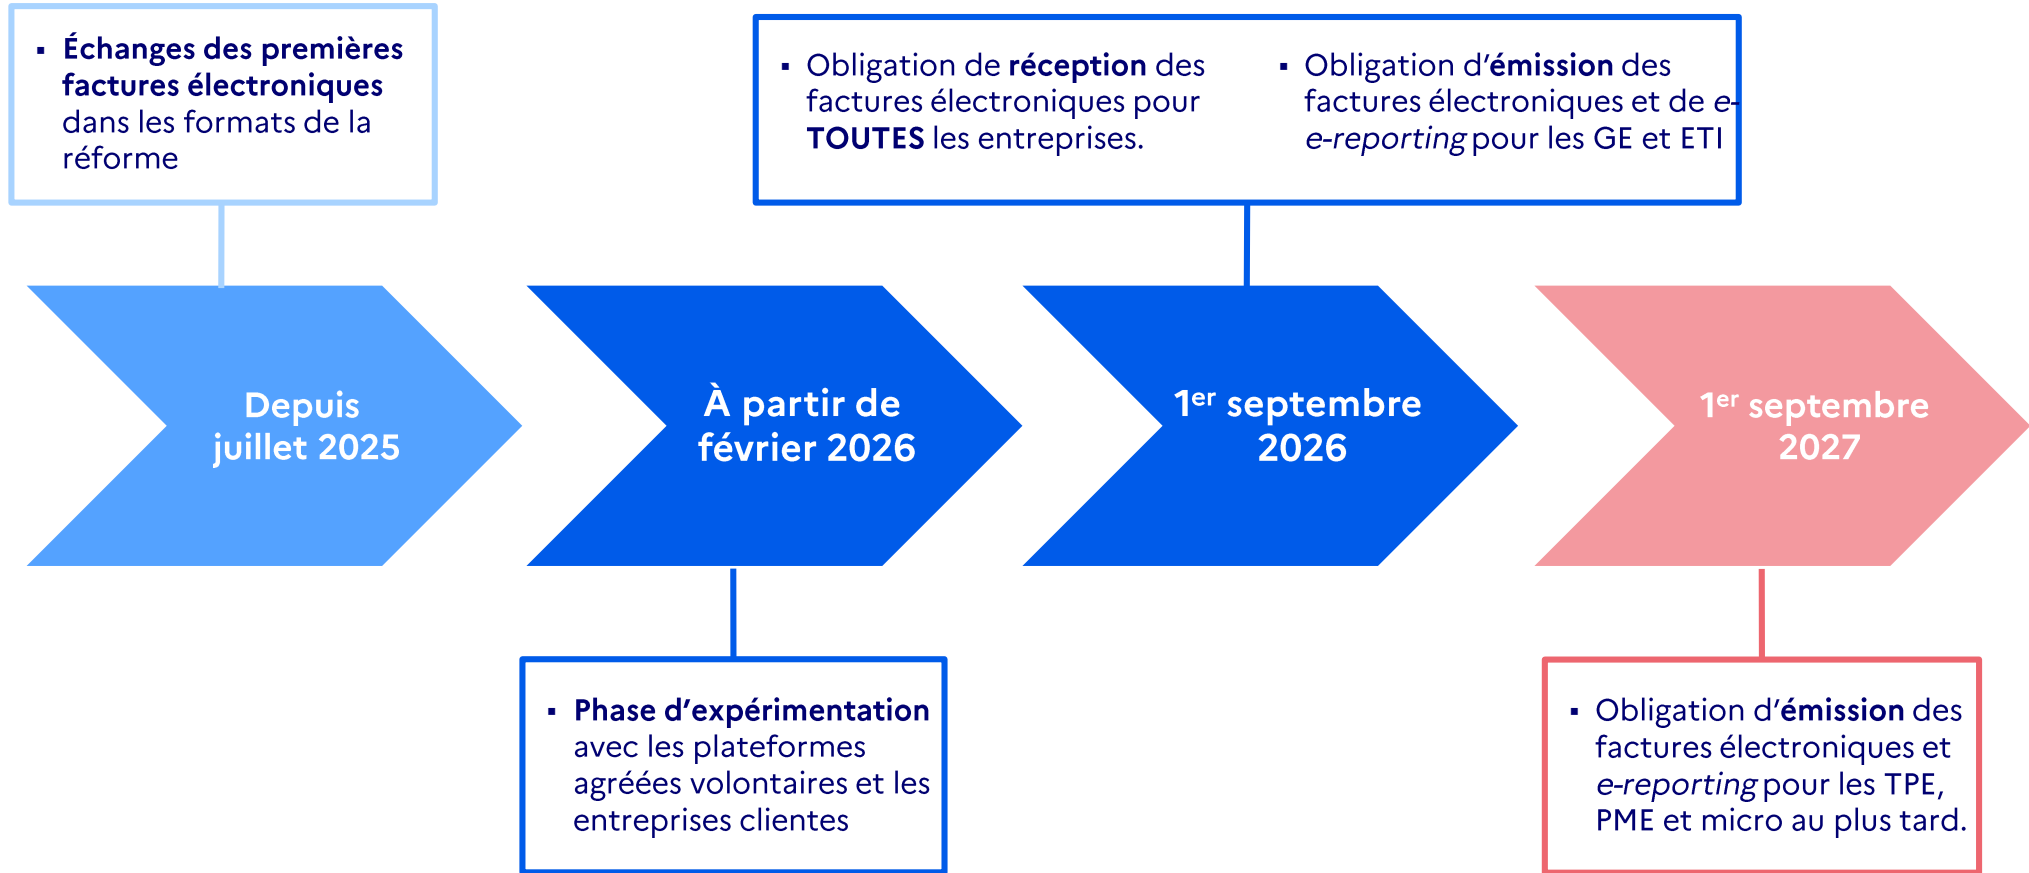 ▪ Échanges des premières
factures électroniques
dans les formats de la
réforme
▪ Obligation de réception des
factures électroniques pour
TOUTES les entreprises.
▪ Obligation d’émission des
factures électroniques et de e-
e-reporting pour les GE et ETI
Depuis
juillet 2025
À partir de
février 2026
1er septembre
2026
1er septembre
2027
▪ Phase d’expérimentation
avec les plateformes
agréées volontaires et les
entreprises clientes
▪ Obligation d’émission des
factures électroniques et
e-reporting pour les TPE,
PME et micro au plus tard.